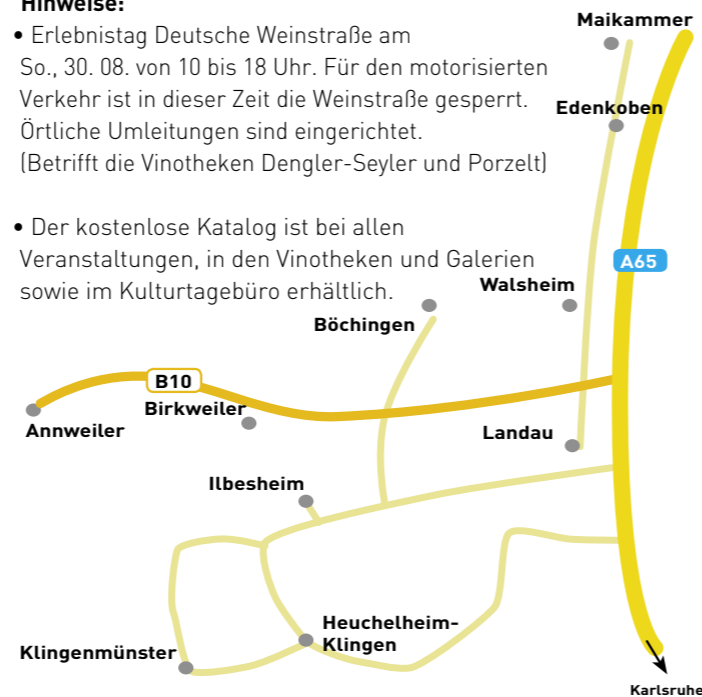 Hinweise:
• Erlebnistag Deutsche Weinstraße am
So., 30. 08. von 10 bis 18 Uhr. Für den motorisierten
Verkehr ist in dieser Zeit die Weinstraße gesperrt.
Örtliche Umleitungen sind eingerichtet.
(Betrifft die Vinotheken Dengler-Seyler und Porzelt)
• Der kostenlose Katalog ist bei allen
Veranstaltungen, in den Vinotheken und Galerien
sowie im Kulturtagebüro erhältlich.
Maikammer
Edenkoben
A65
Walsheim
Böchingen
B10
Birkweiler
Annweiler
Landau
Ilbesheim
Heuchelheim-
Klingen
Klingenmünster
Karlsruhe